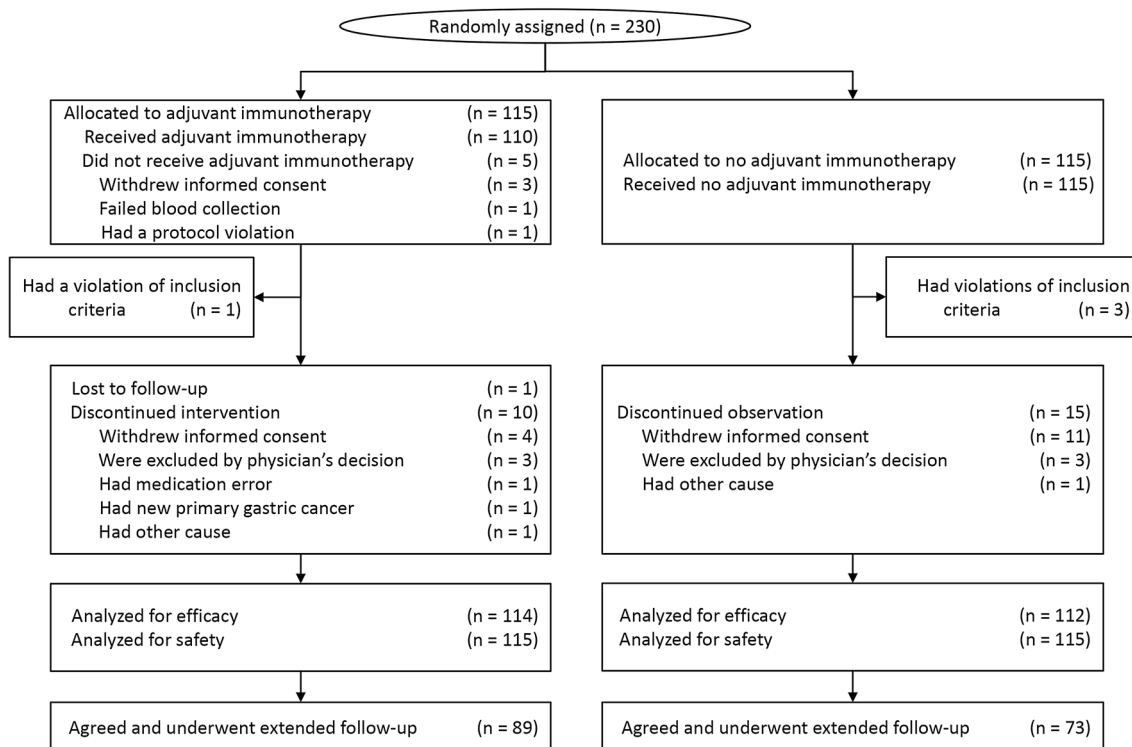 Randomly assigned (n = 230)
Allocated to adjuvant immunotherapy (n = 115)
Received adjuvant immunotherapy (n = 110)
Did not receive adjuvant immunotherapy (n = 5)
Withdrew informed consent (n = 3)
Failed blood collection (n = 1)
Had a protocol violation (n = 1)
Allocated to no adjuvant immunotherapy (n = 115)
Received no adjuvant immunotherapy (n = 115)
Had a violation of inclusion
criteria (n = 1)
Had violations of inclusion
criteria (n = 3)
Lost to follow-up (n = 1)
Discontinued intervention (n = 10)
Withdrew informed consent (n = 4)
Were excluded by physician’s decision (n = 3)
Had medication error (n = 1)
Had new primary gastric cancer (n = 1)
Had other cause (n = 1)
Discontinued observation (n = 15)
Withdrew informed consent (n = 11)
Were excluded by physician’s decision (n = 3)
Had other cause (n = 1)
Analyzed for efficacy (n = 114)
Analyzed for safety (n = 115)
Analyzed for efficacy (n = 112)
Analyzed for safety (n = 115)
Agreed and underwent extended follow-up (n = 89)
Agreed and underwent extended follow-up (n = 73)